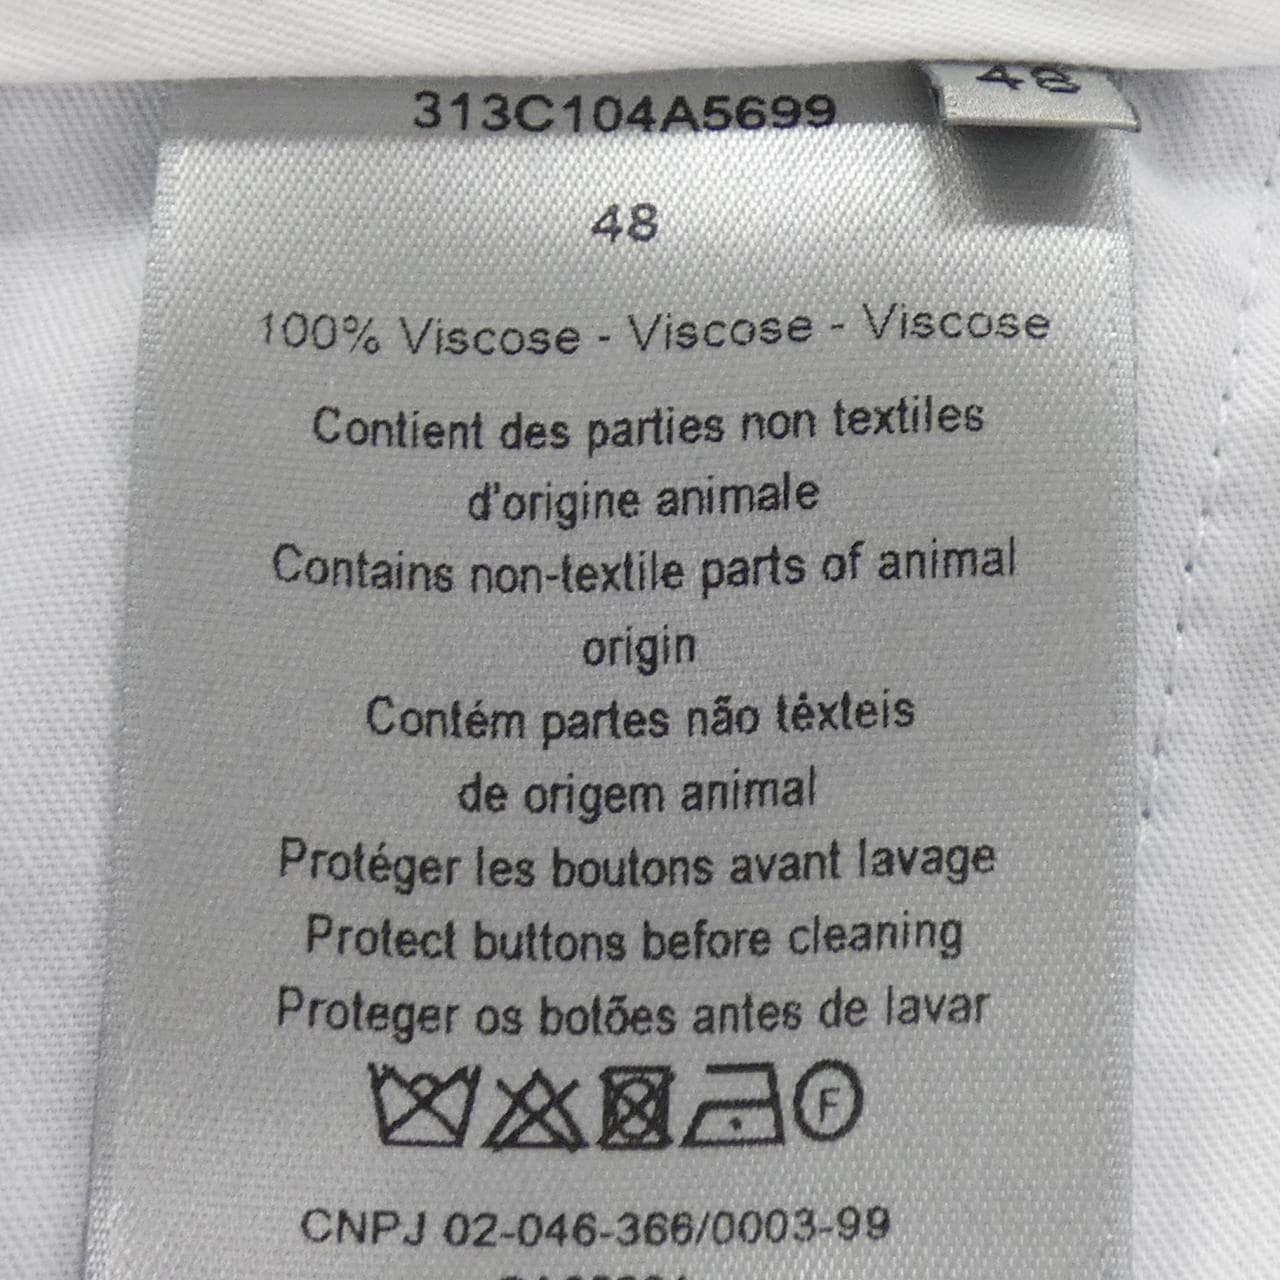 48
313C104A5699
48
100% Viscose - Viscose - Viscose
Contient des parties non textiles
d'origine animale
Contains non-textile parts of animal
origin
Contém partes não têxteis
de origem animal
Protéger les boutons avant lavage
Protect buttons before cleaning
Proteger os botões antes de lavar
F
CNPJ 02-046-366/0003-99